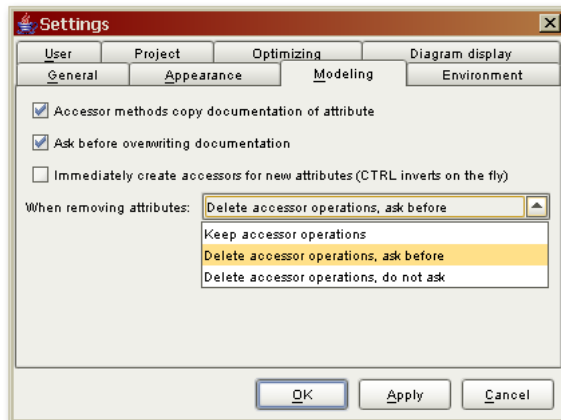 Settings
User Project Optimizing Diagram display
General Appearance Modeling Environment
Accessor methods copy documentation of attribute
Ask before overwriting documentation
Immediately create accessors for new attributes (CTRL inverts on the fly)
When removing attributes: Delete accessor operations, ask before
Keep accessor operations
Delete accessor operations, ask before
Delete accessor operations, do not ask
OK Apply Cancel